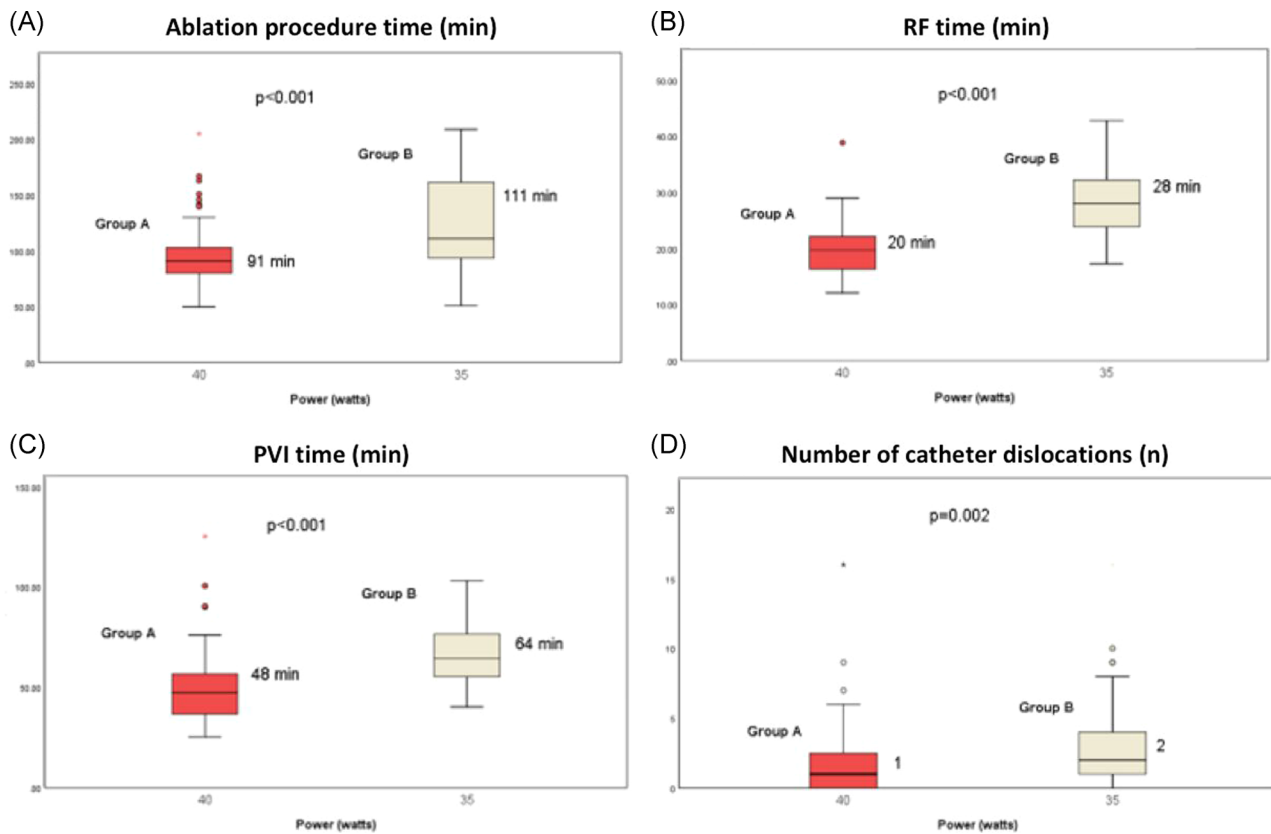 (A)
Ablation procedure time (min)
250.00
200.00
150.00
100.00
50.00
.00
p<0.001
Group A
91 min
Group B
111 min
40
35
Power (watts)
(B)
RF time (min)
50.00
40.00
30.00
20.00
10.00
.00
p<0.001
Group A
20 min
Group B
28 min
40
35
Power (watts)
(C)
PVI time (min)
150.00
100.00
50.00
.00
p<0.001
Group A
48 min
Group B
64 min
40
35
Power (watts)
(D)
Number of catheter dislocations (n)
20
15
10
5
0
p=0.002
Group A
1
Group B
2
40
35
Power (watts)